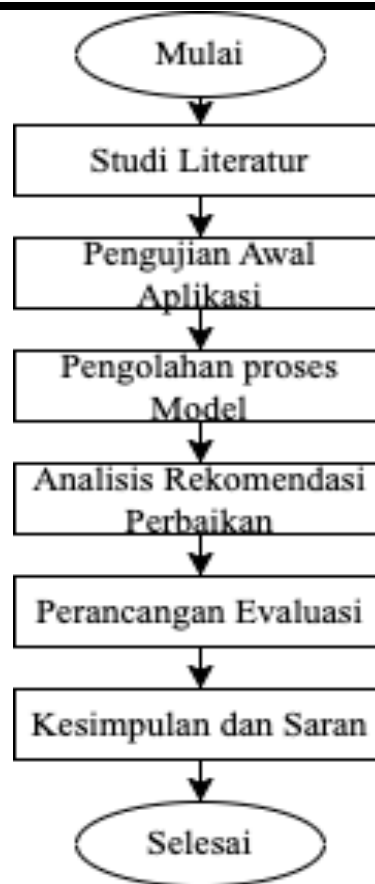 Mulai
Studi Literatur
Pengujian Awal
Aplikasi
Pengolahan proses
Model
Analisis Rekomendasi
Perbaikan
Perancangan Evaluasi
Kesimpulan dan Saran
Selesai